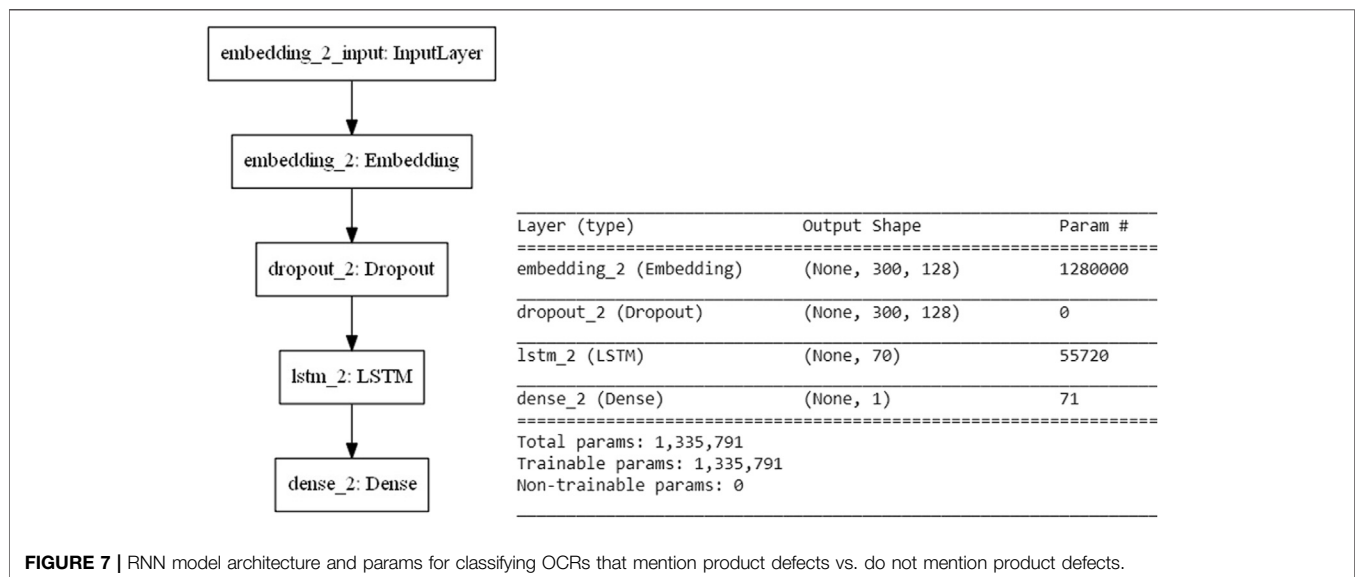 embedding_2_input: InputLayer
embedding_2: Embedding
dropout_2: Dropout
lstm_2: LSTM
dense_2: Dense
Layer (type) Output Shape Param #
embedding_2 (Embedding) (None, 300, 128) 1280000
dropout_2 (Dropout) (None, 300, 128) 0
lstm_2 (LSTM) (None, 70) 55720
dense_2 (Dense) (None, 1) 71
Total params: 1,335,791
Trainable params: 1,335,791
Non-trainable params: 0
FIGURE 7 | RNN model architecture and params for classifying OCRs that mention product defects vs. do not mention product defects.